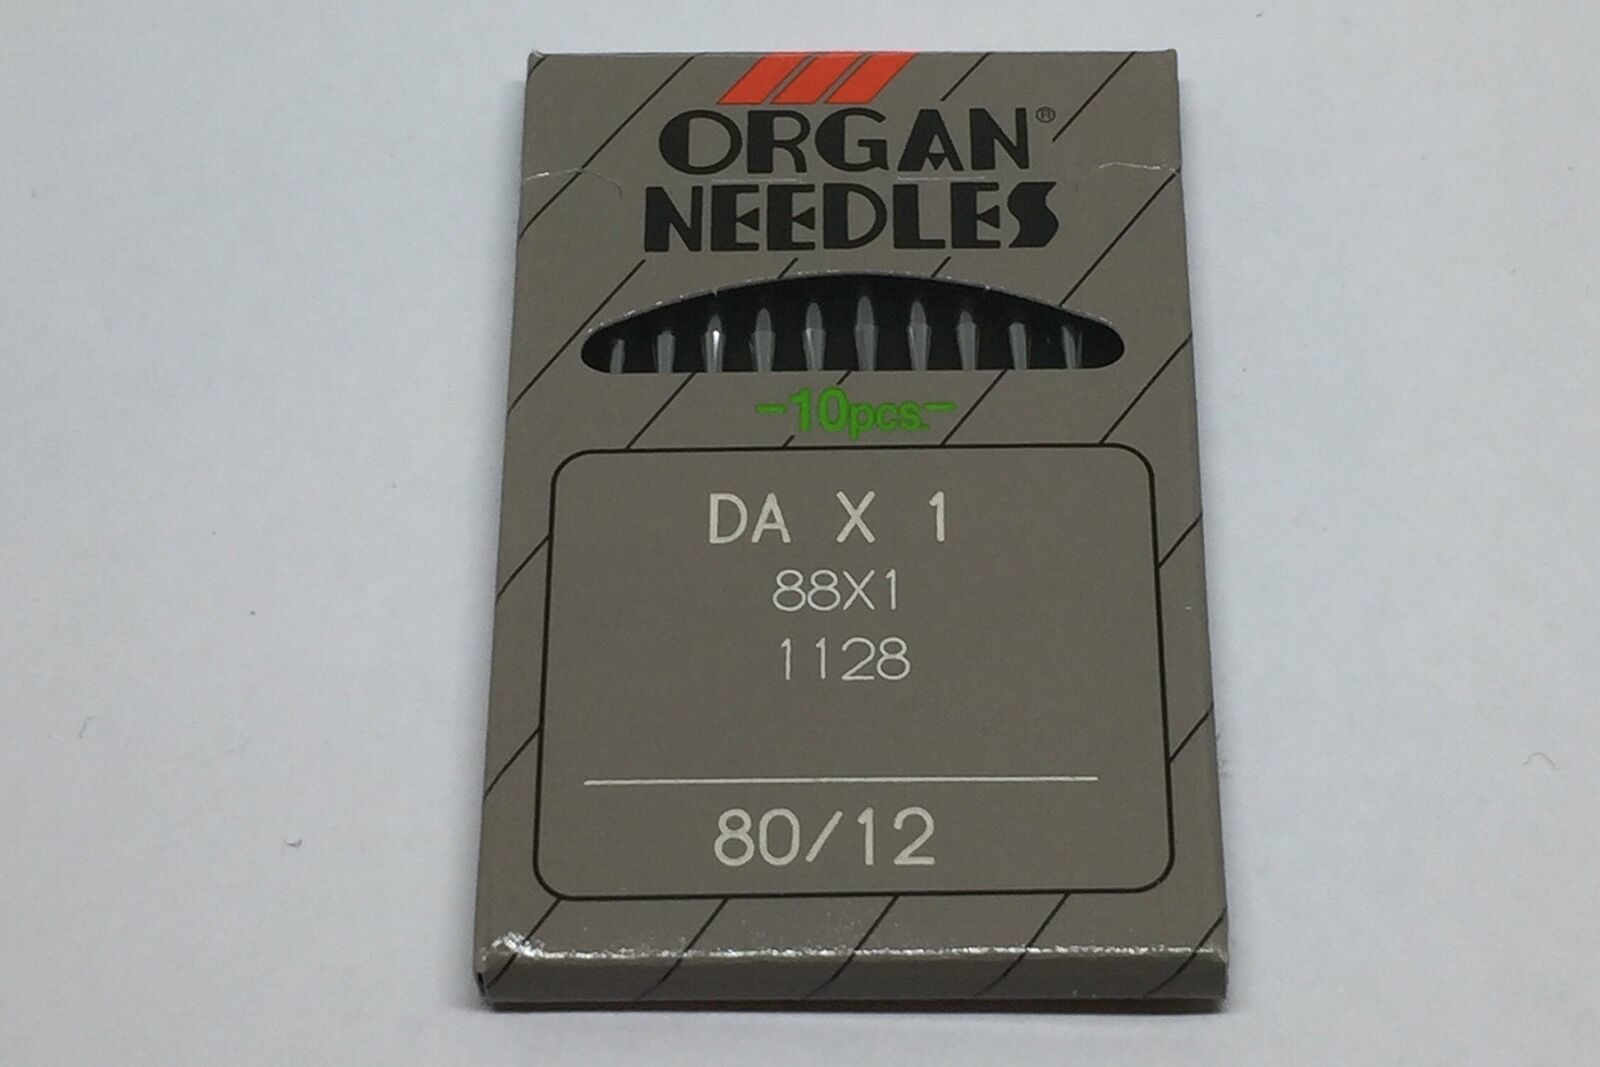 ORGAN®
NEEDLES
-10pcs.-
DA X 1
88X1
1128
80/12